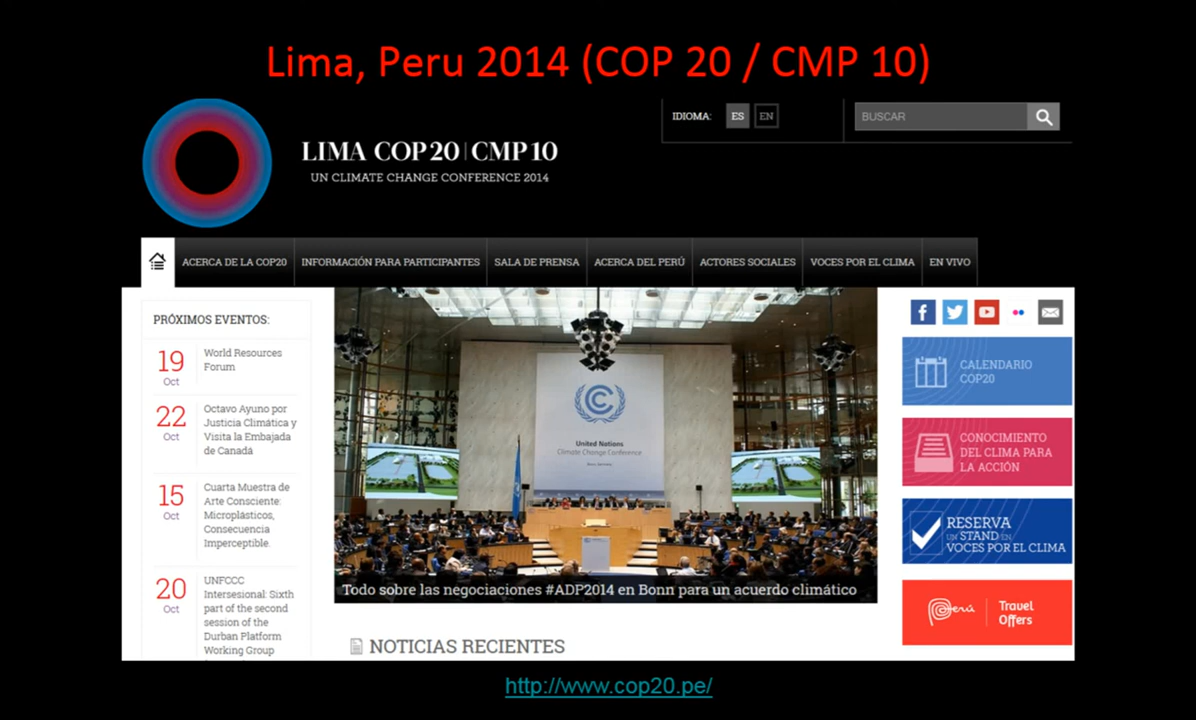 Lima, Peru 2014 (COP 20 / CMP 10)
IDIOMA: ES EN
BUSCAR
LIMA COP20 | CMP10
UN CLIMATE CHANGE CONFERENCE 2014
ACERCA DE LA COP20 INFORMACIÓN PARA PARTICIPANTES SALA DE PRENSA ACERCA DEL PERÚ ACTORES SOCIALES VOCES POR EL CLIMA EN VIVO
PRÓXIMOS EVENTOS:
19
Oct
World Resources
Forum
22
Oct
Octavo Ayuno por
Justicia Climática y
Visita la Embajada
de Canadá
15
Oct
Cuarta Muestra de
Arte Consciente:
Microplásticos,
Consecuencia
Imperceptible.
20
Oct
UNFCCC
Intersesional: Sixth
part of the second
session of the
Durban Platform
Working Group
United Nations
Climate Change Conference
Bonn, Germany
Todo sobre las negociaciones #ADP2014 en Bonn para un acuerdo climático
NOTICIAS RECIENTES
CALENDARIO
COP20
CONOCIMIENTO
DEL CLIMA PARA
LA ACCIÓN
RESERVA
UN STAND EN
VOCES POR EL CLIMA
Perú
Travel
Offers
http://www.cop20.pe/